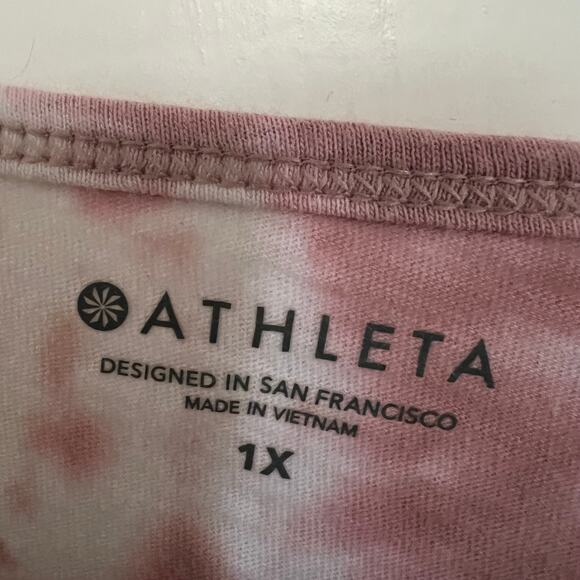 ATHLETA
DESIGNED IN SAN FRANCISCO
MADE IN VIETNAM
1X